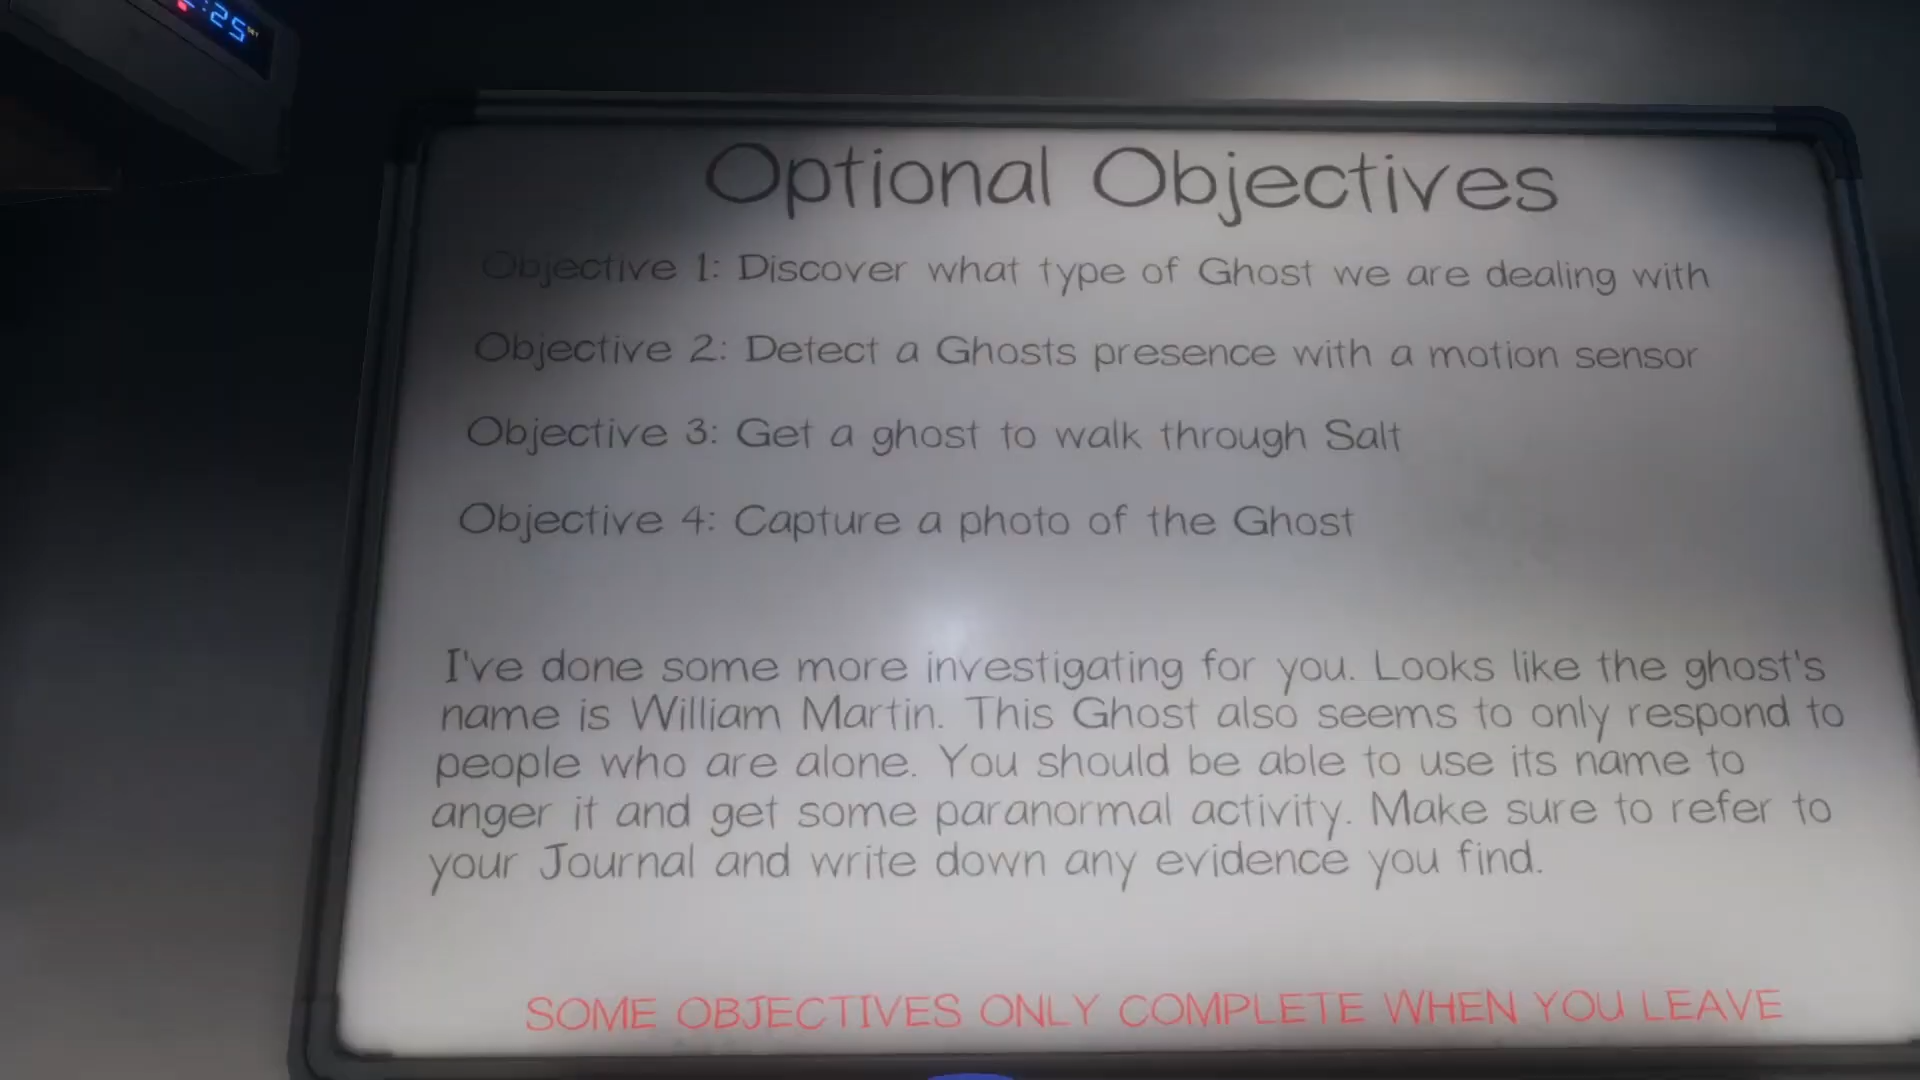 :25
Optional Objectives
Objective 1: Discover what type of Ghost we are dealing with
Objective 2: Detect a Ghosts presence with a motion sensor
Objective 3: Get a ghost to walk through Salt
Objective 4: Capture a photo of the Ghost
I've done some more investigating for you. Looks like the ghost's
name is William Martin. This Ghost also seems to only respond to
people who are alone. You should be able to use its name to
anger it and get some paranormal activity. Make sure to refer to
your Journal and write down any evidence you find.
SOME OBJECTIVES ONLY COMPLETE WHEN YOU LEAVE